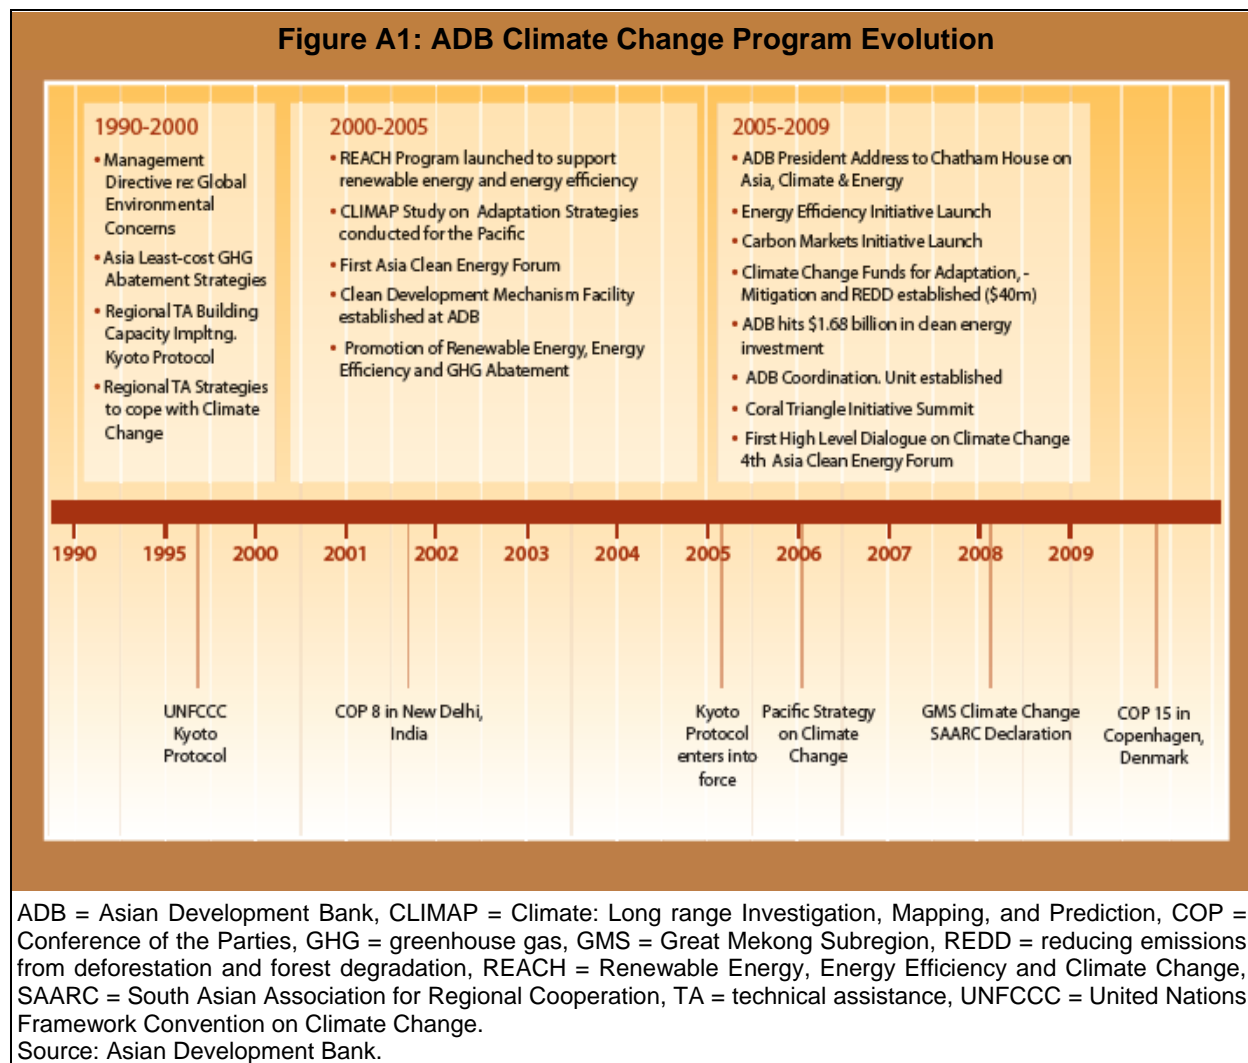 Figure A1: ADB Climate Change Program Evolution
1990-2000
• Management
Directive re: Global
Environmental
Concerns
• Asia Least-cost GHG
Abatement Strategies
• Regional TA Building
Capacity Impltng.
Kyoto Protocol
• Regional TA Strategies
to cope with Climate
Change
2000-2005
• REACH Program launched to support
renewable energy and energy efficiency
• CLIMAP Study on Adaptation Strategies
conducted for the Pacific
• First Asia Clean Energy Forum
• Clean Development Mechanism Facility
established at ADB
• Promotion of Renewable Energy, Energy
Efficiency and GHG Abatement
2005-2009
• ADB President Address to Chatham House on
Asia, Climate & Energy
• Energy Efficiency Initiative Launch
• Carbon Markets Initiative Launch
• Climate Change Funds for Adaptation, -
Mitigation and REDD established ($40m)
• ADB hits $1.68 billion in clean energy
investment
• ADB Coordination. Unit established
• Coral Triangle Initiative Summit
• First High Level Dialogue on Climate Change
4th Asia Clean Energy Forum
1990 1995 2000 2001 2002 2003 2004 2005 2006 2007 2008 2009
UNFCCC
Kyoto
Protocol
COP 8 in New Delhi,
India
Kyoto
Protocol
enters into
force
Pacific Strategy
on Climate
Change
GMS Climate Change
SAARC Declaration
COP 15 in
Copenhagen,
Denmark
ADB = Asian Development Bank, CLIMAP = Climate: Long range Investigation, Mapping, and Prediction, COP =
Conference of the Parties, GHG = greenhouse gas, GMS = Great Mekong Subregion, REDD = reducing emissions
from deforestation and forest degradation, REACH = Renewable Energy, Energy Efficiency and Climate Change,
SAARC = South Asian Association for Regional Cooperation, TA = technical assistance, UNFCCC = United Nations
Framework Convention on Climate Change.
Source: Asian Development Bank.